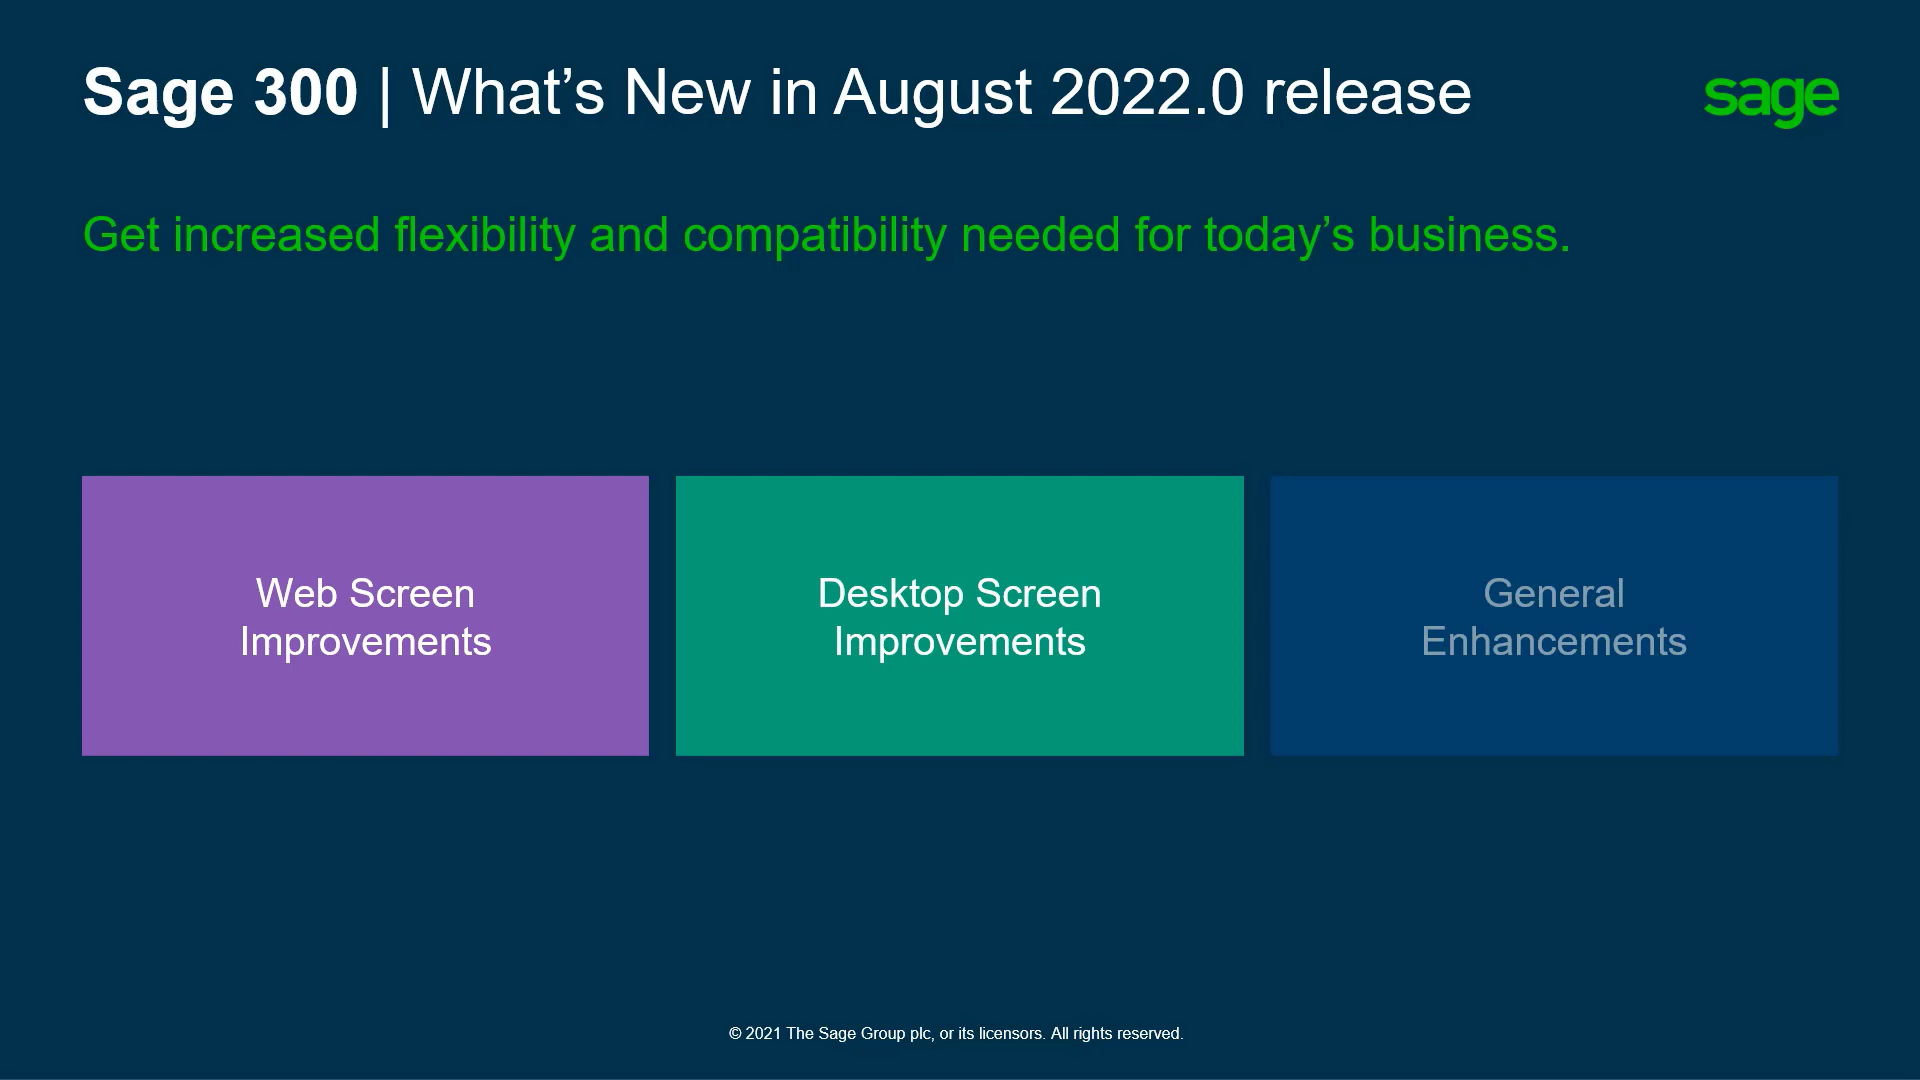 Sage 300 | What’s New in August 2022.0 release
sage
Get increased flexibility and compatibility needed for today’s business.
Web Screen
Improvements
Desktop Screen
Improvements
General
Enhancements
© 2021 The Sage Group plc, or its licensors. All rights reserved.